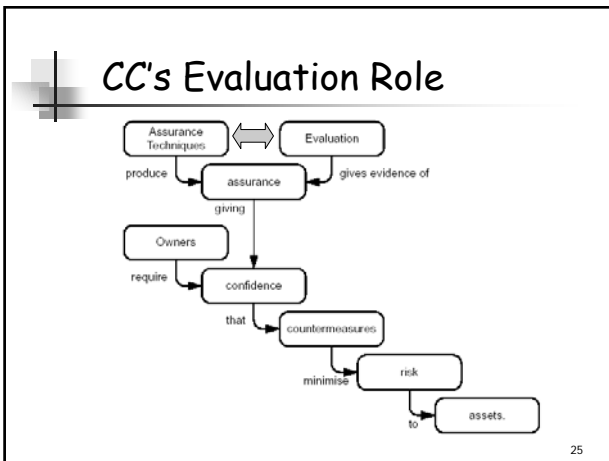 CC's Evaluation Role
Assurance
Techniques
Evaluation
produce
gives evidence of
assurance
giving
Owners
require
confidence
that
countermeasures
minimise
risk
to
assets.
25